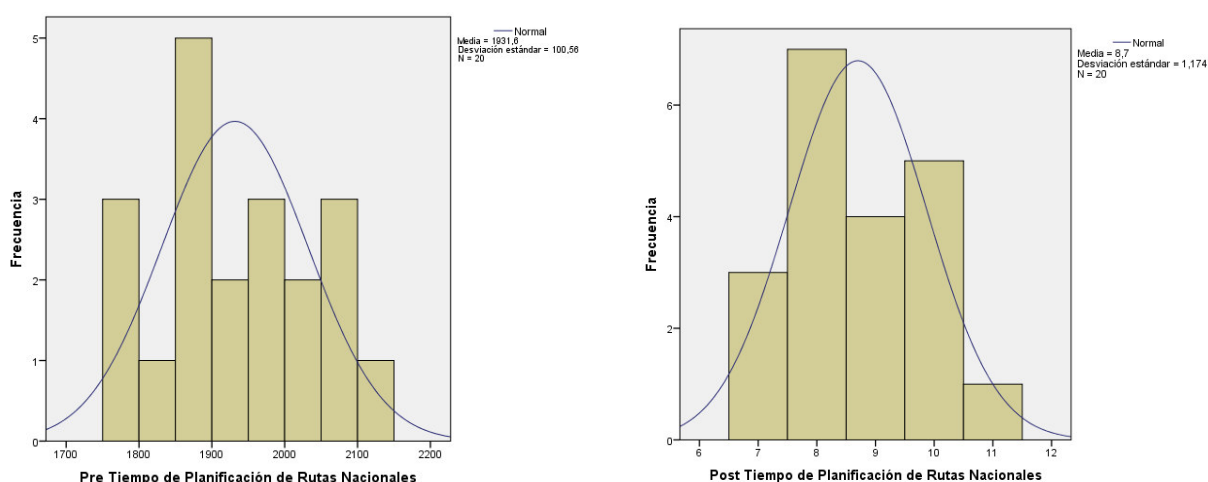 Normal
Media = 1931,6
Desviación estándar = 100,56
N = 20
Frecuencia
5
4
3
2
1
0
1700 1800 1900 2000 2100 2200
Pre Tiempo de Planificación de Rutas Nacionales
Normal
Media = 8,7
Desviación estándar = 1,174
N = 20
Frecuencia
6
4
2
0
6 7 8 9 10 11 12
Post Tiempo de Planificación de Rutas Nacionales